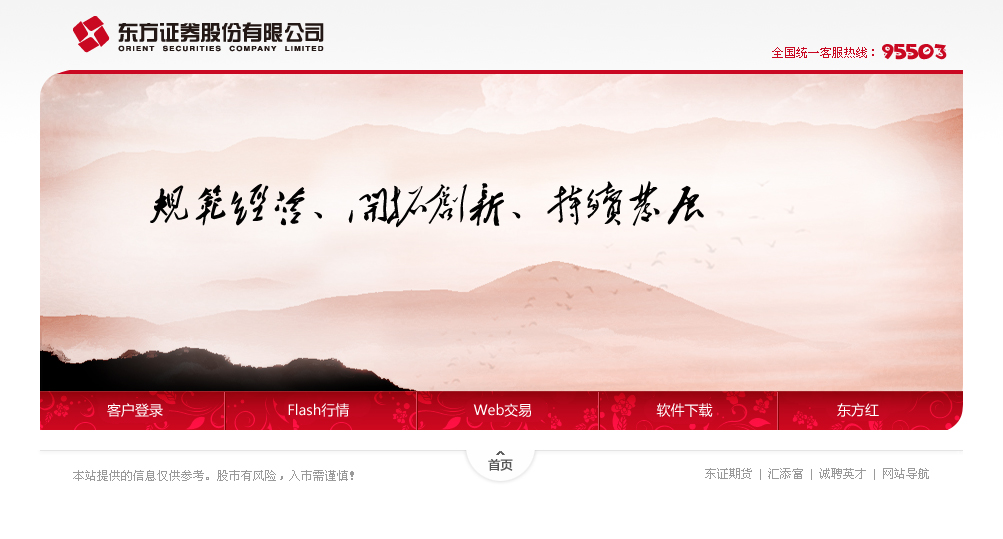 东方证券股份有限公司
ORIENT SECURITIES COMPANY LIMITED
全国统一客服热线：95503
规范经营、开拓创新、持续发展
客户登录 Flash行情 Web交易 软件下载 东方红
首页
本站提供的信息仅供参考。股市有风险，入市需谨慎！
东证期货 | 汇添富 | 诚聘英才 | 网站导航